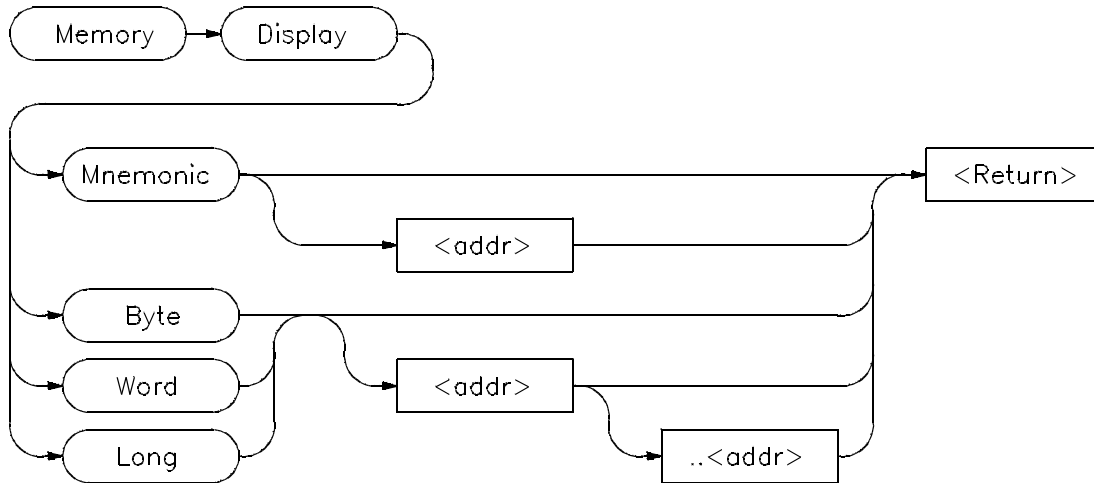 Memory Display
Mnemonic <Return>
<addr>
Byte
Word <addr>
Long ..<addr>